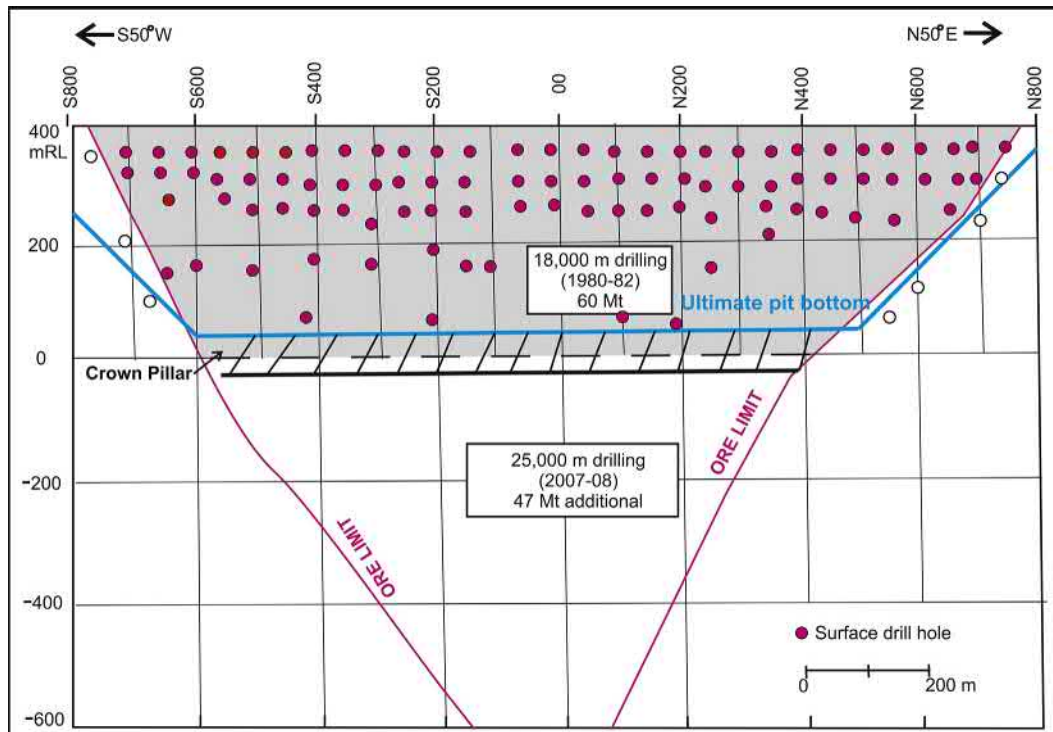 S50°W
N50°E
S800
S600
S400
S200
00
N200
N400
N600
N800
400
mRL
200
18,000 m drilling
(1980-82)
60 Mt
Ultimate pit bottom
0
Crown Pillar
ORE LIMIT
25,000 m drilling
(2007-08)
47 Mt additional
-200
ORE LIMIT
-400
Surface drill hole
0
200 m
-600